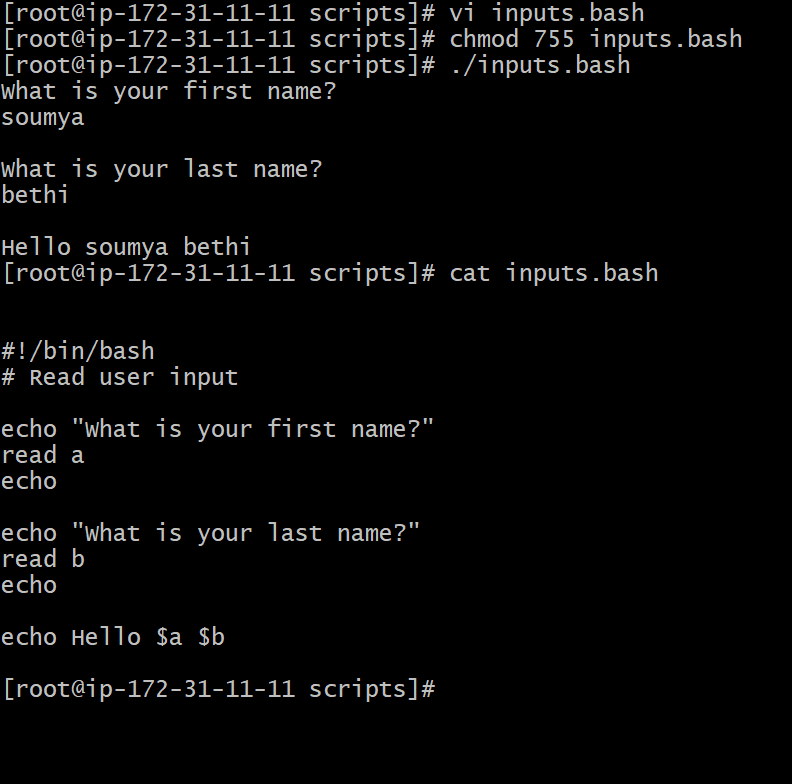 [root@ip-172-31-11-11 scripts]# vi inputs.bash
[root@ip-172-31-11-11 scripts]# chmod 755 inputs.bash
[root@ip-172-31-11-11 scripts]# ./inputs.bash
What is your first name?
soumya
What is your last name?
bethi
Hello soumya bethi
[root@ip-172-31-11-11 scripts]# cat inputs.bash
#!/bin/bash
# Read user input
echo "What is your first name?"
read a
echo
echo "What is your last name?"
read b
echo
echo Hello $a $b
[root@ip-172-31-11-11 scripts]#